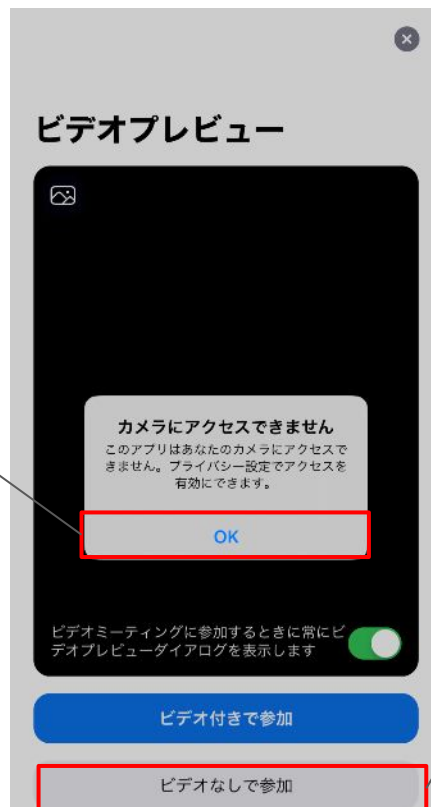 ビデオプレビュー
カメラにアクセスできません
このアプリはあなたのカメラにアクセスで
きません。プライバシー設定でアクセスを
有効にできます。
OK
ビデオミーティングに参加するときに常にビ
デオプレビューダイアログを表示します
ビデオ付きで参加
ビデオなしで参加